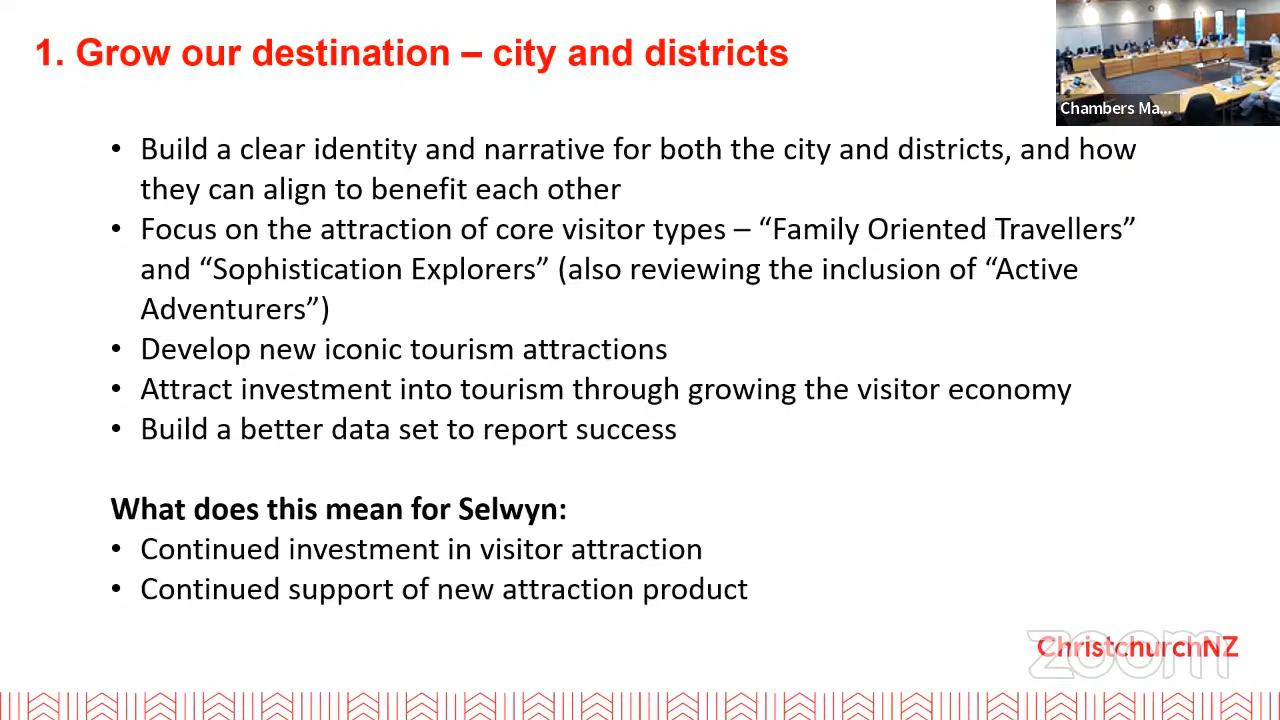 1. Grow our destination – city and districts
Chambers Ma...
• Build a clear identity and narrative for both the city and districts, and how
they can align to benefit each other
• Focus on the attraction of core visitor types – “Family Oriented Travellers”
and “Sophistication Explorers” (also reviewing the inclusion of “Active
Adventurers”)
• Develop new iconic tourism attractions
• Attract investment into tourism through growing the visitor economy
• Build a better data set to report success
What does this mean for Selwyn:
• Continued investment in visitor attraction
• Continued support of new attraction product
ChristchurchNZ
zoom